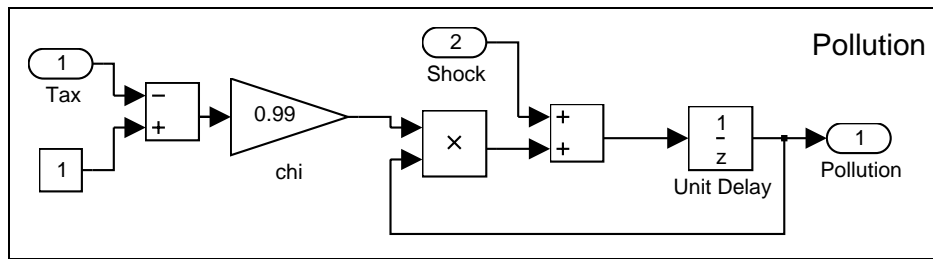 Pollution
1
Tax
1
−
+
0.99
chi
×
2
Shock
+
+
1
z
Unit Delay
1
Pollution